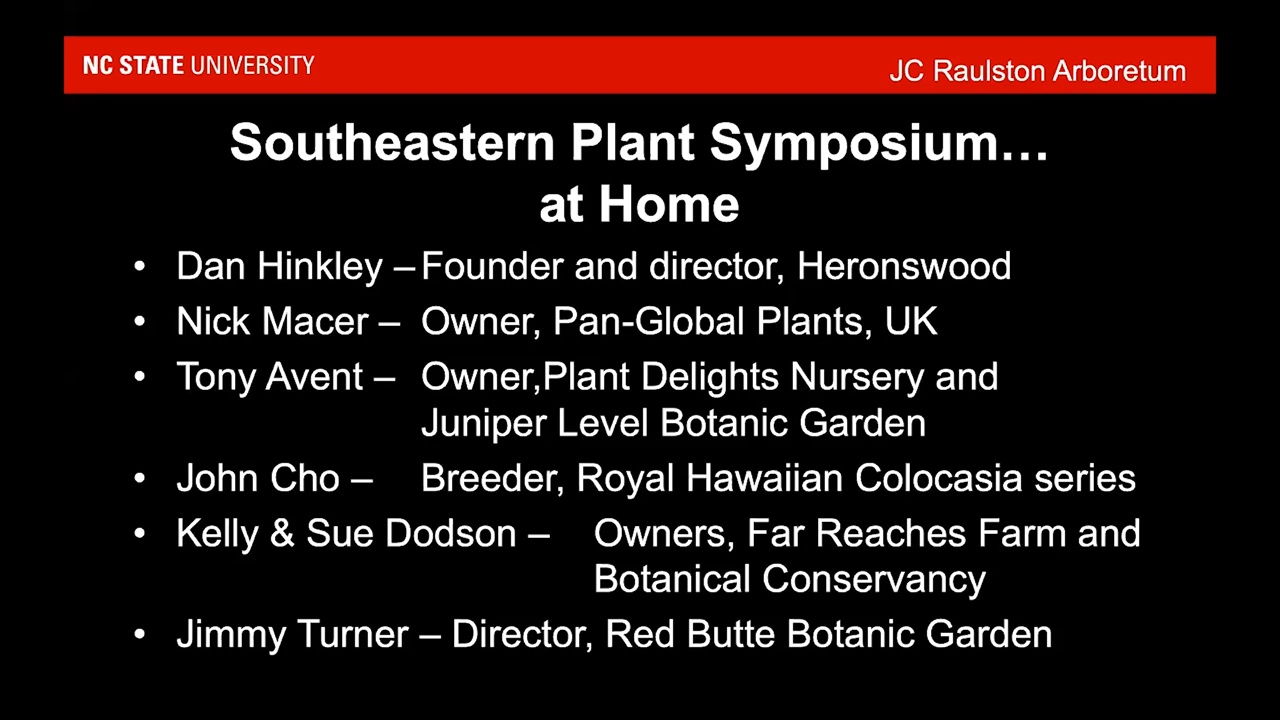 NC STATE UNIVERSITY
JC Raulston Arboretum
Southeastern Plant Symposium…
at Home
• Dan Hinkley – Founder and director, Heronswood
• Nick Macer – Owner, Pan-Global Plants, UK
• Tony Avent – Owner,Plant Delights Nursery and
Juniper Level Botanic Garden
• John Cho – Breeder, Royal Hawaiian Colocasia series
• Kelly & Sue Dodson – Owners, Far Reaches Farm and
Botanical Conservancy
• Jimmy Turner – Director, Red Butte Botanic Garden